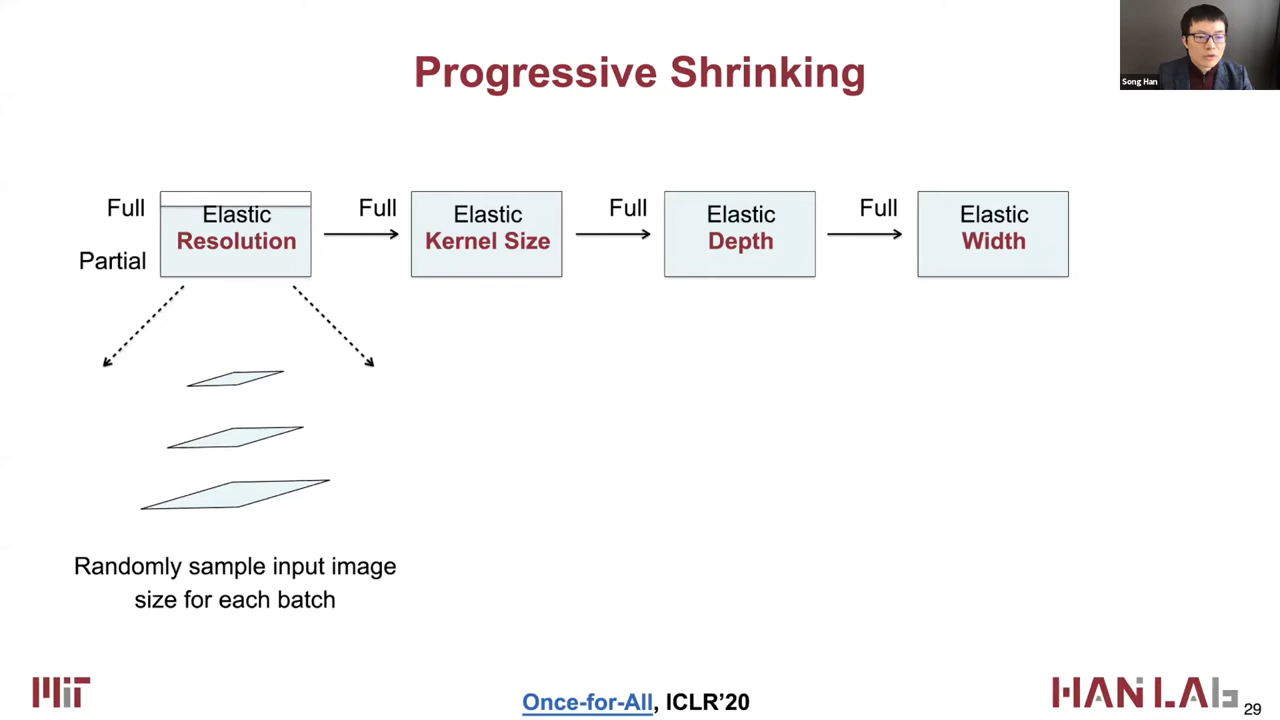 Song Han
Progressive Shrinking
Full
Partial
Elastic
Resolution
Full
Elastic
Kernel Size
Full
Elastic
Depth
Full
Elastic
Width
Randomly sample input image
size for each batch
MIT
Once-for-All, ICLR'20
HAN LAb
29